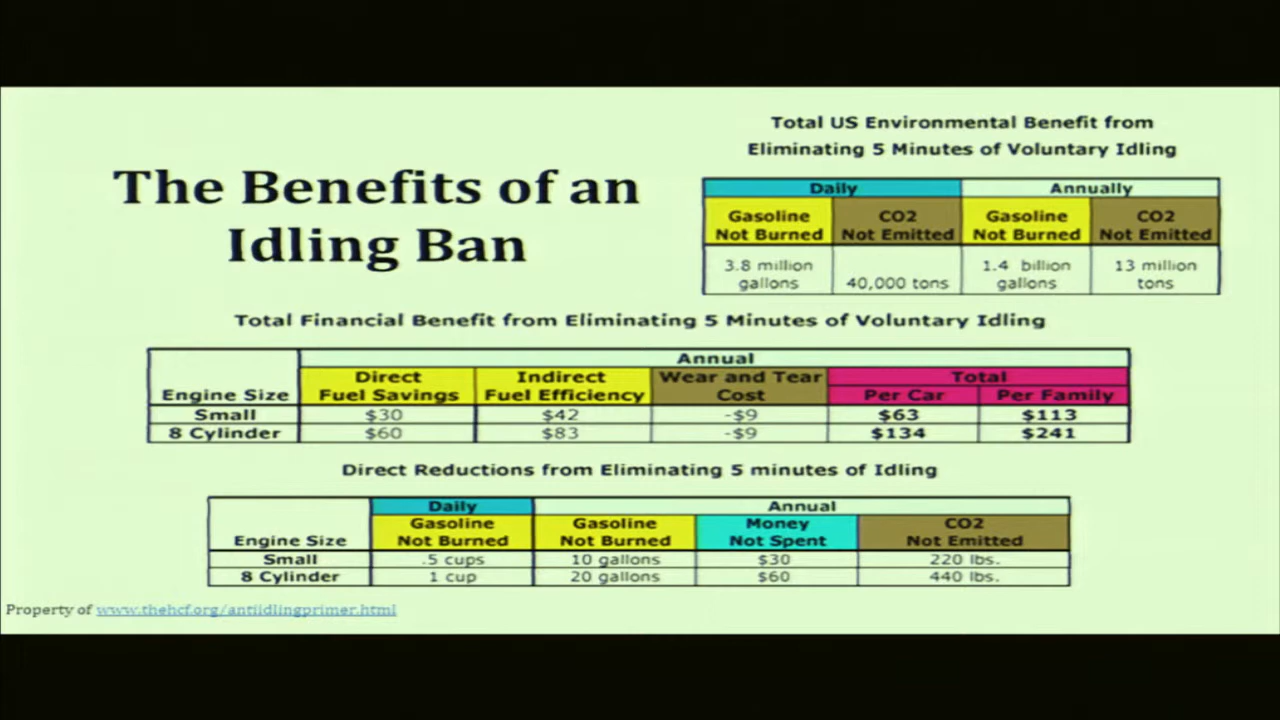 The Benefits of an
Idling Ban
Total US Environmental Benefit from
Eliminating 5 Minutes of Voluntary Idling
Daily Annually
Gasoline CO2 Gasoline CO2
Not Burned Not Emitted Not Burned Not Emitted
3.8 million 1.4 billion 13 million
gallons 40,000 tons gallons tons
Total Financial Benefit from Eliminating 5 Minutes of Voluntary Idling
Annual
Direct Indirect Wear and Tear Total
Engine Size Fuel Savings Fuel Efficiency Cost Per Car Per Family
Small $30 $42 -$9 $63 $113
8 Cylinder $60 $83 -$9 $134 $241
Direct Reductions from Eliminating 5 minutes of Idling
Daily Annual
Gasoline Gasoline Money CO2
Engine Size Not Burned Not Burned Not Spent Not Emitted
Small .5 cups 10 gallons $30 220 lbs.
8 Cylinder 1 cup 20 gallons $60 440 lbs.
Property of www.thehcf.org/antiidlingprimer.html